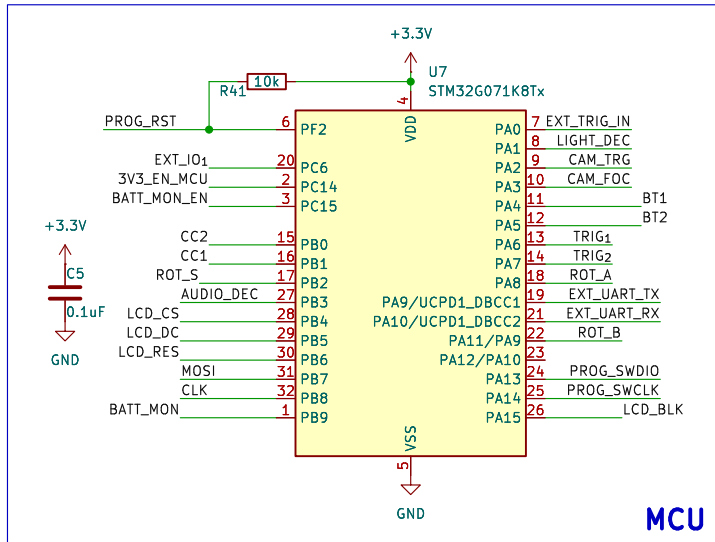 +3.3V
U7
STM32G071K8Tx
R41
10k
4
VDD
PROG_RST 6 PF2
PA0 7 EXT_TRIG_IN
PA1 8 LIGHT_DEC
EXT_IO₁ 20 PC6
PA2 9 CAM_TRG
3V3_EN_MCU 2 PC14
PA3 10 CAM_FOC
BATT_MON_EN 3 PC15
PA4 11 BT1
PA5 12 BT2
+3.3V
C5
0.1uF
GND
CC2 15 PB0
PA6 13 TRIG₁
CC1 16 PB1
PA7 14 TRIG₂
ROT_S 17 PB2
PA8 18 ROT_A
AUDIO_DEC 27 PB3
PA9/UCPD1_DBCC1 19 EXT_UART_TX
LCD_CS 28 PB4
PA10/UCPD1_DBCC2 21 EXT_UART_RX
LCD_DC 29 PB5
PA11/PA9 22 ROT_B
LCD_RES 30 PB6
PA12/PA10 23
MOSI 31 PB7
PA13 24 PROG_SWDIO
CLK 32 PB8
PA14 25 PROG_SWCLK
BATT_MON 1 PB9
PA15 26 LCD_BLK
VSS
5
GND
MCU